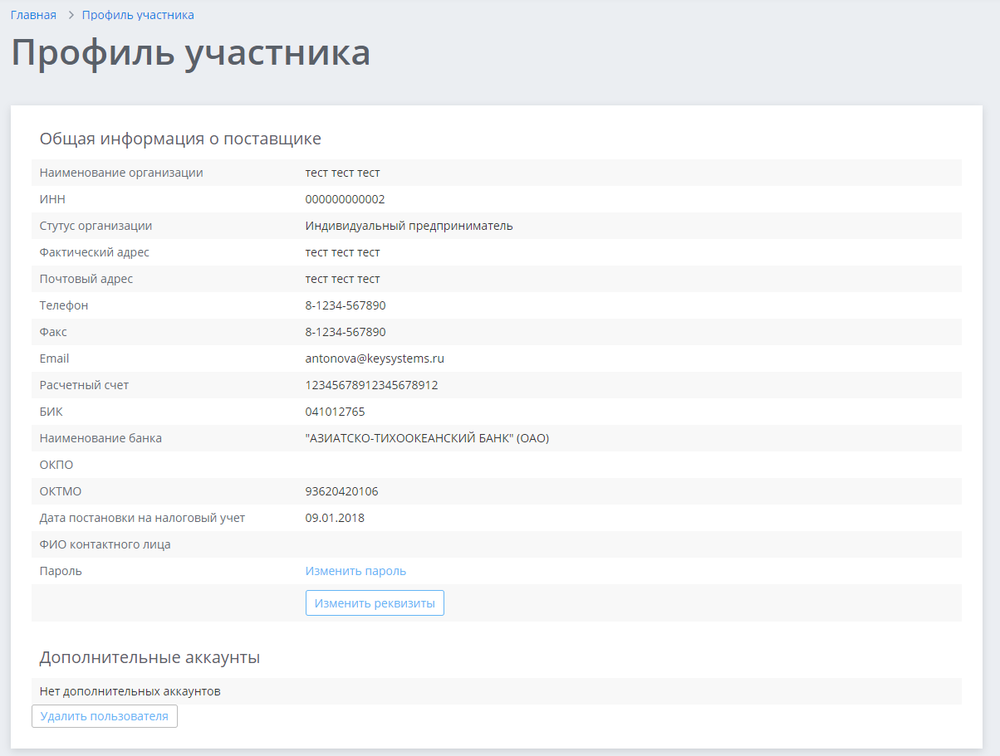 Главная > Профиль участника
Профиль участника
Общая информация о поставщике
Наименование организации тест тест тест
ИНН 000000000002
Стутус организации Индивидуальный предприниматель
Фактический адрес тест тест тест
Почтовый адрес тест тест тест
Телефон 8-1234-567890
Факс 8-1234-567890
Email antonova@keysystems.ru
Расчетный счет 12345678912345678912
БИК 041012765
Наименование банка "АЗИАТСКО-ТИХООКЕАНСКИЙ БАНК" (ОАО)
ОКПО
ОКТМО 93620420106
Дата постановки на налоговый учет 09.01.2018
ФИО контактного лица
Пароль Изменить пароль
Изменить реквизиты
Дополнительные аккаунты
Нет дополнительных аккаунтов
Удалить пользователя